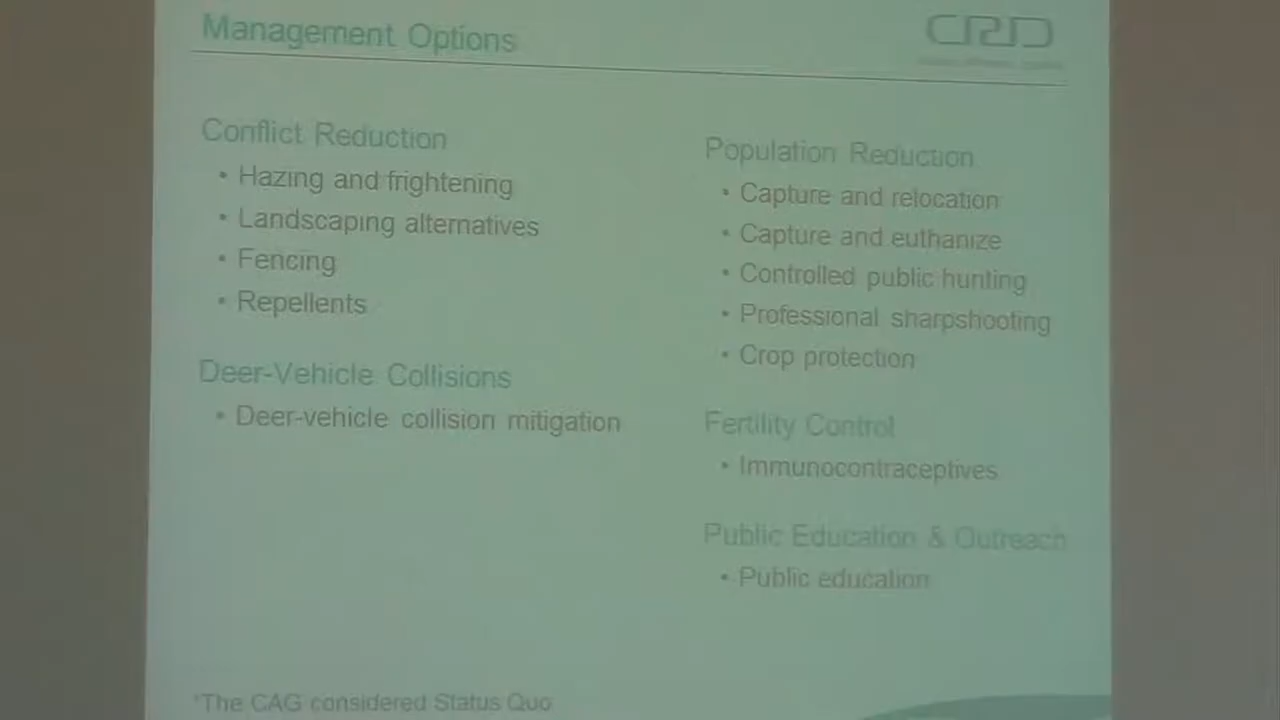 Management Options
CRD
Conflict Reduction
• Hazing and frightening
• Landscaping alternatives
• Fencing
• Repellents
Deer-Vehicle Collisions
• Deer-vehicle collision mitigation
Population Reduction
• Capture and relocation
• Capture and euthanize
• Controlled public hunting
• Professional sharpshooting
• Crop protection
Fertility Control
• Immunocontraceptives
Public Education & Outreach
• Public education
*The CAG considered Status Quo